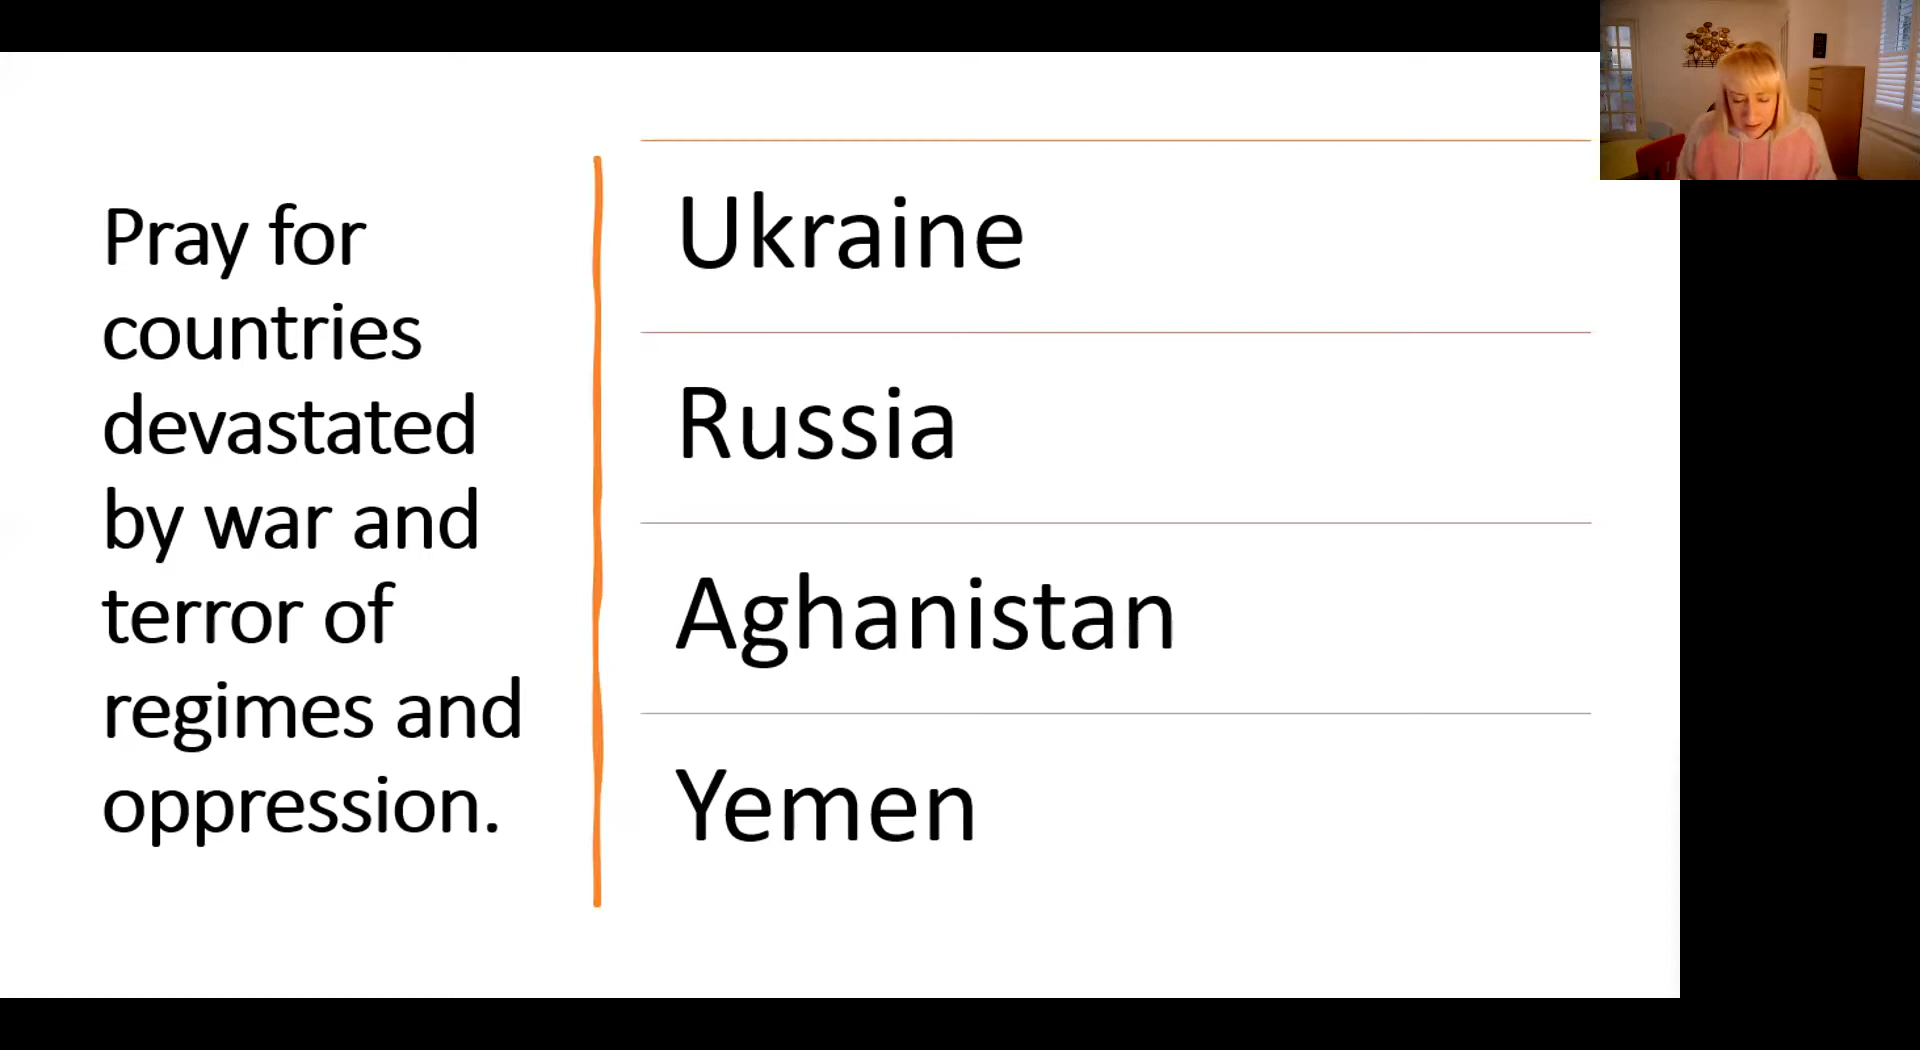 Pray for
countries
devastated
by war and
terror of
regimes and
oppression.
Ukraine
Russia
Aghanistan
Yemen